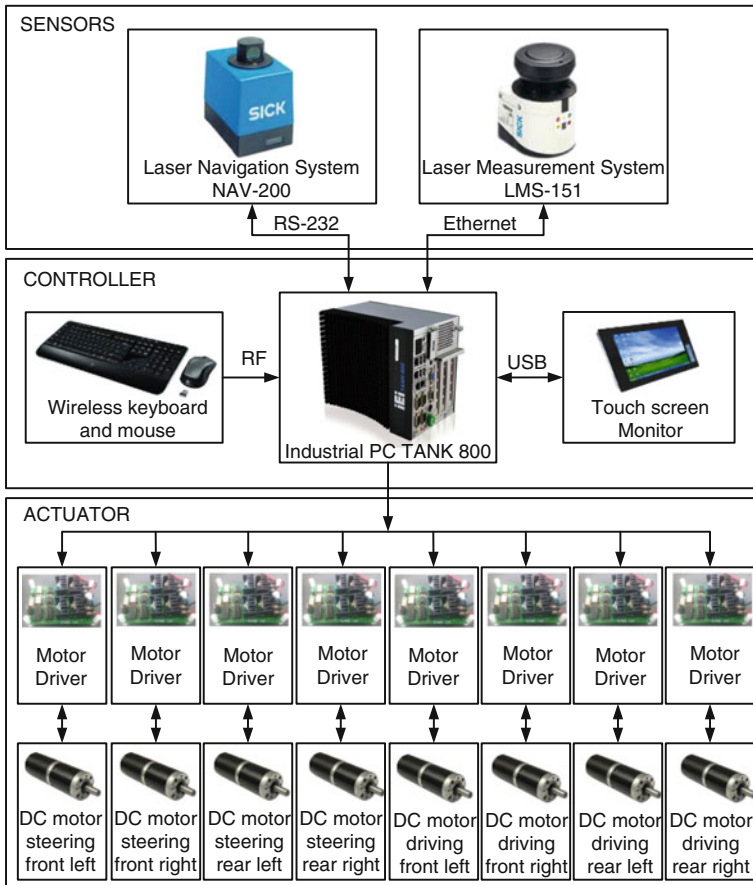 SENSORS
SICK
SICK
Laser Navigation System
NAV-200
Laser Measurement System
LMS-151
RS-232
Ethernet
CONTROLLER
RF
USB
iEi TANK-800
Wireless keyboard
and mouse
Industrial PC TANK 800
Touch screen
Monitor
ACTUATOR
Motor
Driver
Motor
Driver
Motor
Driver
Motor
Driver
Motor
Driver
Motor
Driver
Motor
Driver
Motor
Driver
DC motor
steering
front left
DC motor
steering
front right
DC motor
steering
rear left
DC motor
steering
rear right
DC motor
driving
front left
DC motor
driving
front right
DC motor
driving
rear left
DC motor
driving
rear right